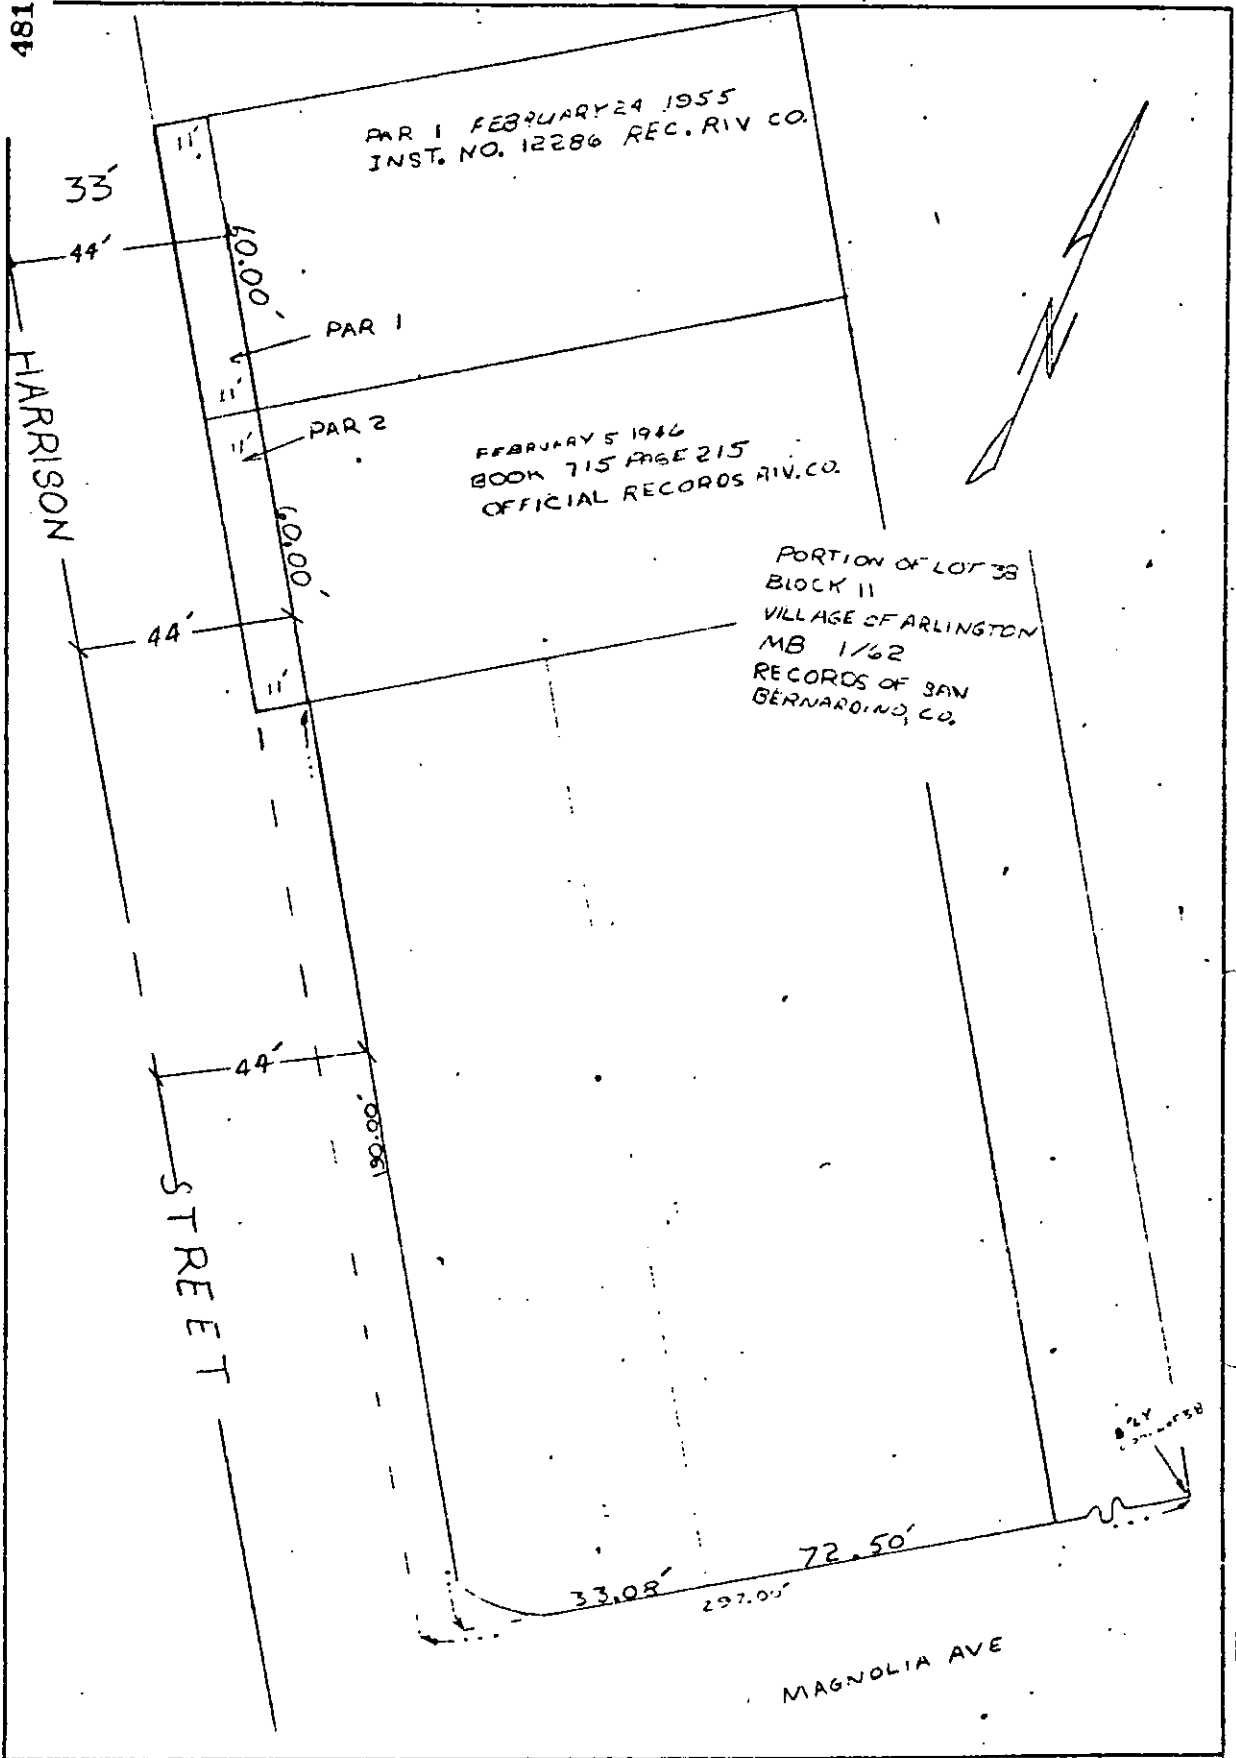 481
PAR 1 FEBRUARY 24 1955
INST. NO. 12286 REC. RIV CO.
11'
33'
44'
60.00'
PAR 1
11'
11'
PAR 2
FEBRUARY 5 1946
BOOK 715 PAGE 215
OFFICIAL RECORDS RIV. CO.
HARRISON
60.00'
44'
11'
PORTION OF LOT 38
BLOCK 11
VILLAGE OF ARLINGTON
MB 1/62
RECORDS OF SAN
BERNARDINO, CO.
N
44'
190.00'
STREET
38
72.50'
33.08'
297.00'
MAGNOLIA AVE